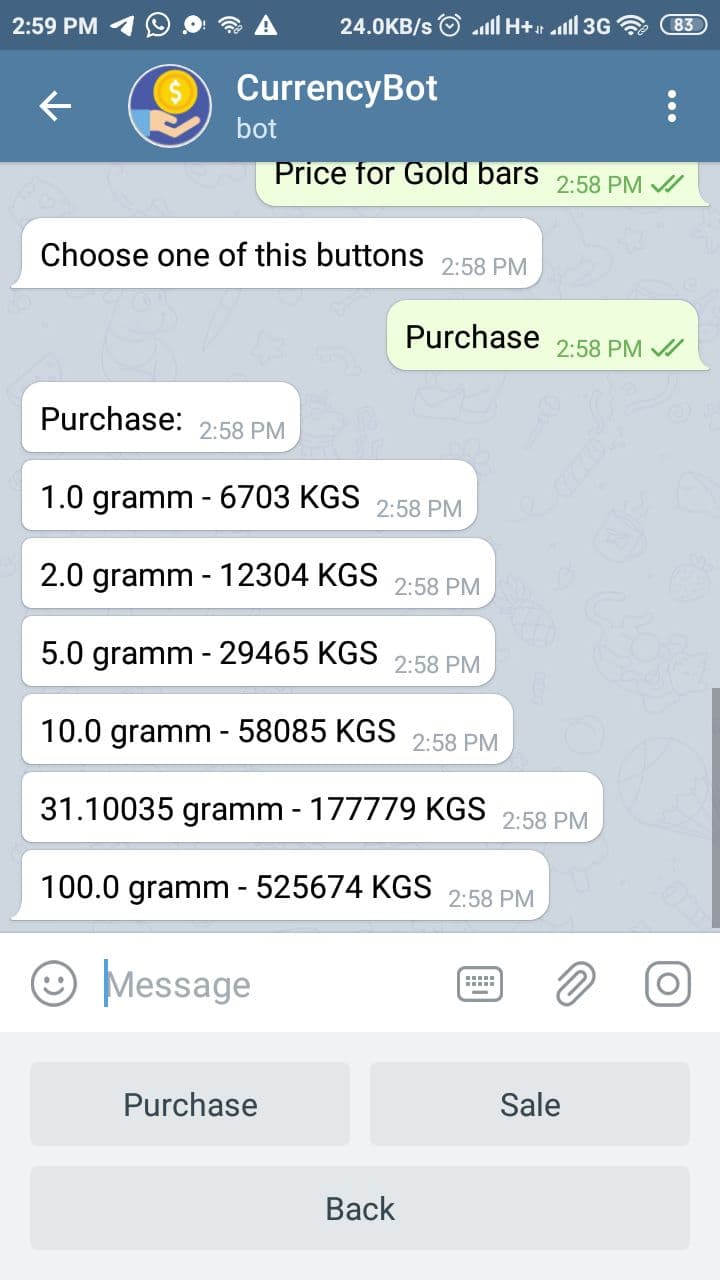 2:59 PM 24.0KB/s H+ 3G 83
CurrencyBot
bot
Price for Gold bars 2:58 PM
Choose one of this buttons 2:58 PM
Purchase 2:58 PM
Purchase: 2:58 PM
1.0 gramm - 6703 KGS 2:58 PM
2.0 gramm - 12304 KGS 2:58 PM
5.0 gramm - 29465 KGS 2:58 PM
10.0 gramm - 58085 KGS 2:58 PM
31.10035 gramm - 177779 KGS 2:58 PM
100.0 gramm - 525674 KGS 2:58 PM
Message
Purchase Sale
Back